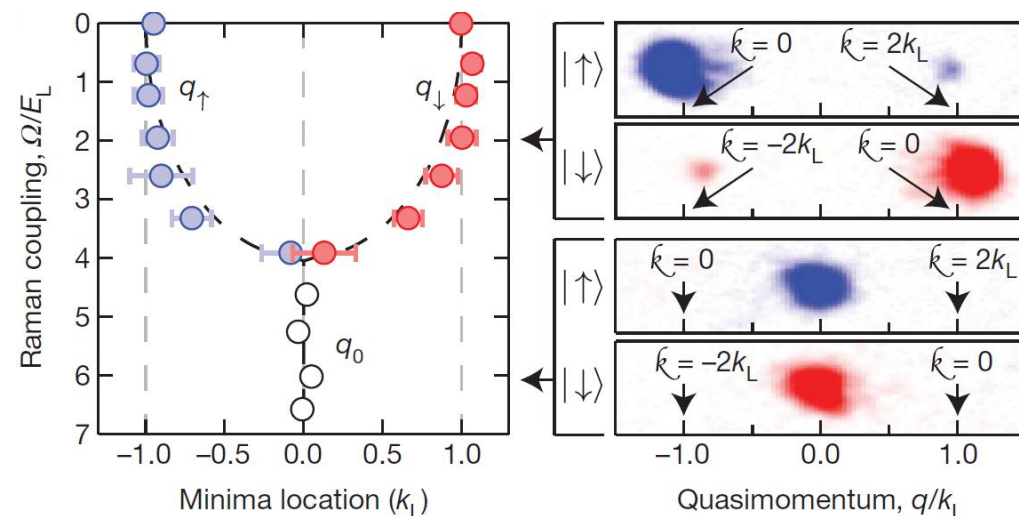 Raman coupling, Ω/E_L
0
1
2
3
4
5
6
7
q↑
q↓
q₀
−1.0 −0.5 0.0 0.5 1.0
Minima location (k_L)
|↑⟩
k = 0 k = 2k_L
|↓⟩
k = −2k_L k = 0
|↑⟩
k = 0 k = 2k_L
|↓⟩
k = −2k_L k = 0
−1.0 0.0 1.0
Quasimomentum, q/k_L